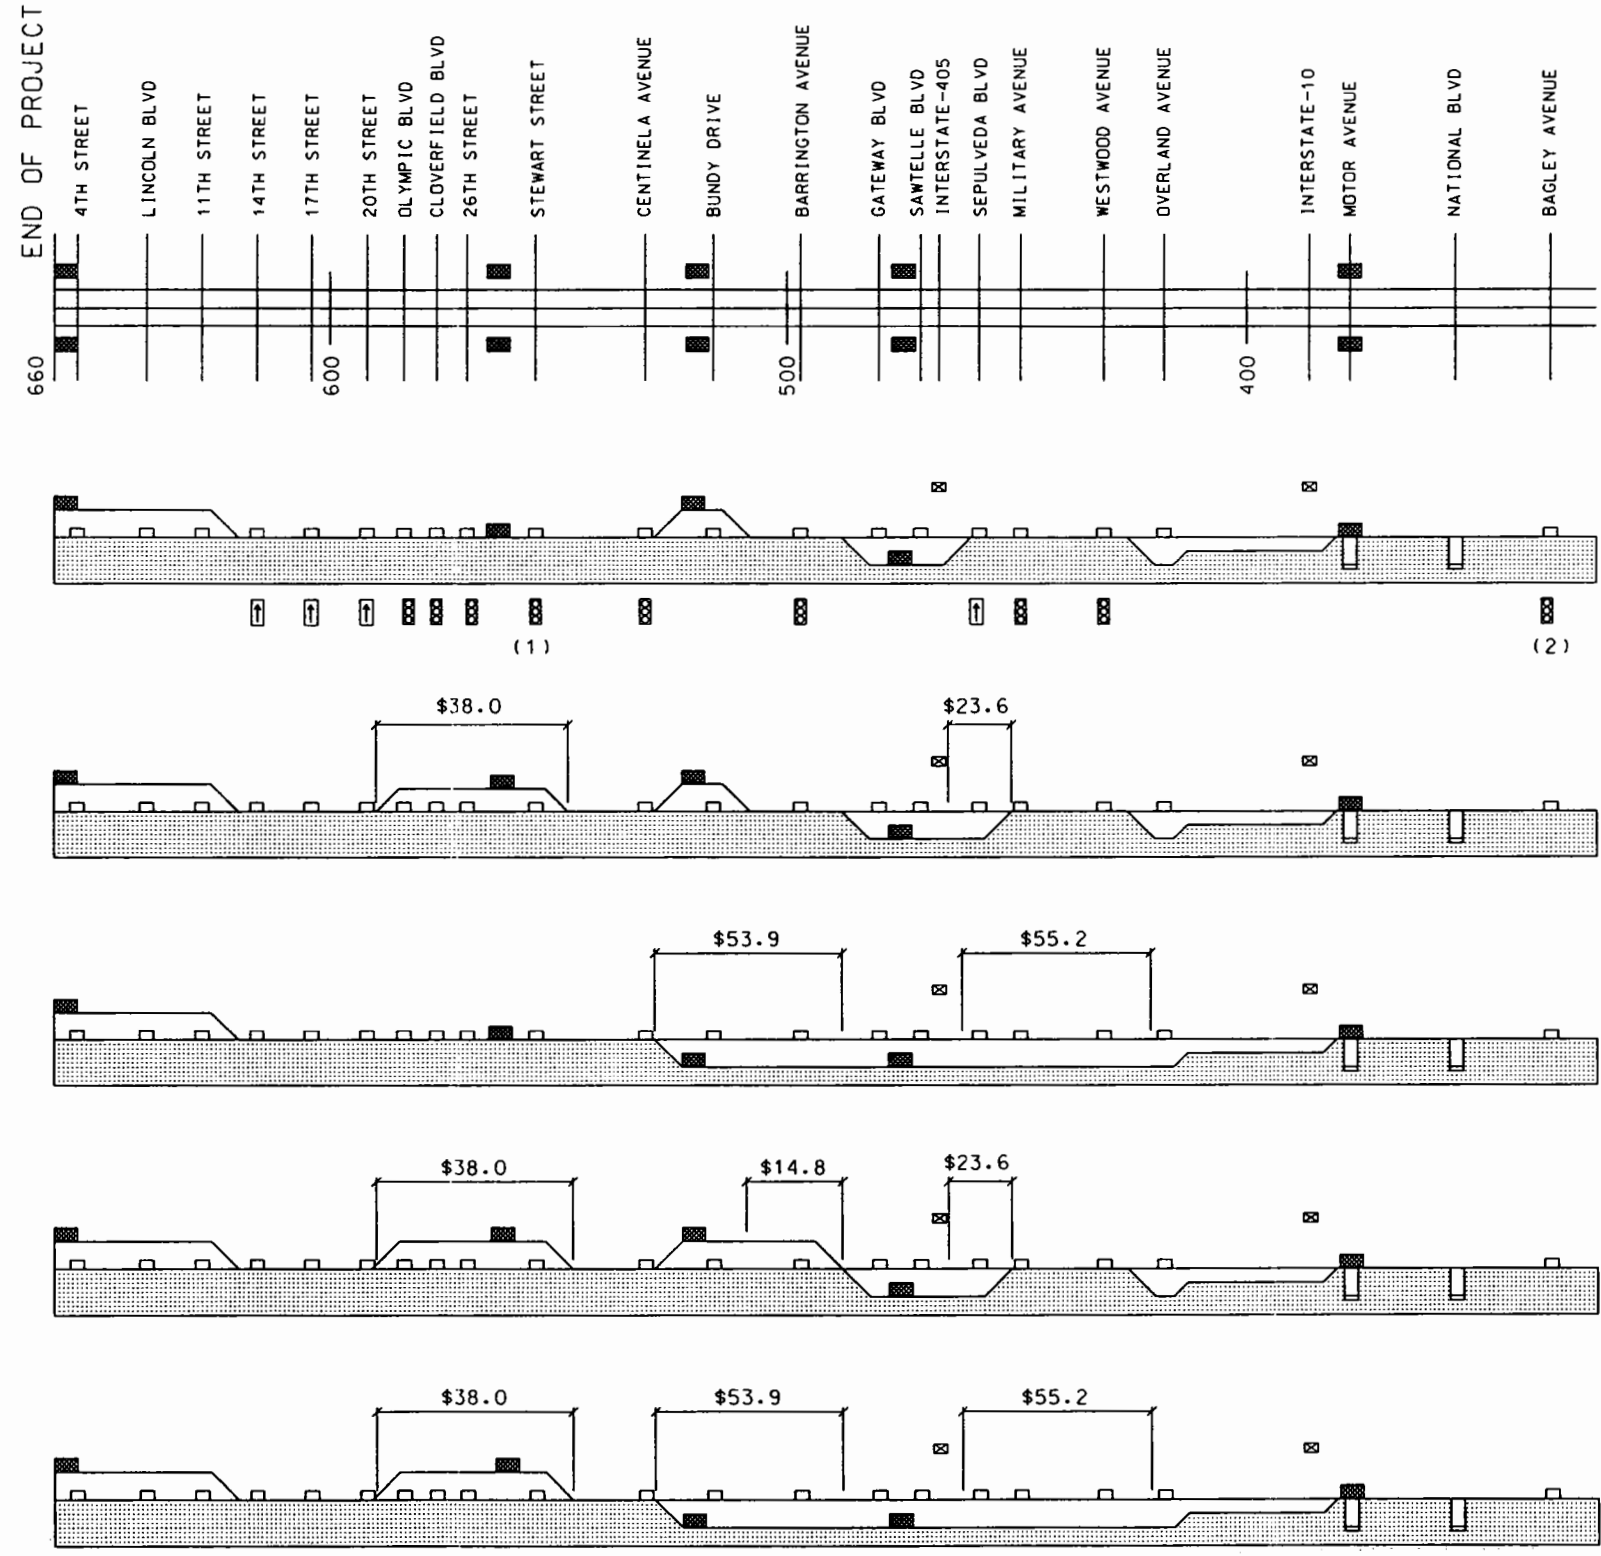 END OF PROJECT
4TH STREET
LINCOLN BLVD
11TH STREET
14TH STREET
17TH STREET
20TH STREET
OLYMPIC BLVD
CLOVERFIELD BLVD
26TH STREET
STEWART STREET
CENTINELA AVENUE
BUNDY DRIVE
BARRINGTON AVENUE
GATEWAY BLVD
SAWTELLE BLVD
INTERSTATE-405
SEPULVEDA BLVD
MILITARY AVENUE
WESTWOOD AVENUE
OVERLAND AVENUE
INTERSTATE-10
MOTOR AVENUE
NATIONAL BLVD
BAGLEY AVENUE
660
600
500
400
(1)
(2)
$38.0
$23.6
$53.9
$55.2
$38.0
$14.8
$23.6
$38.0
$53.9
$55.2